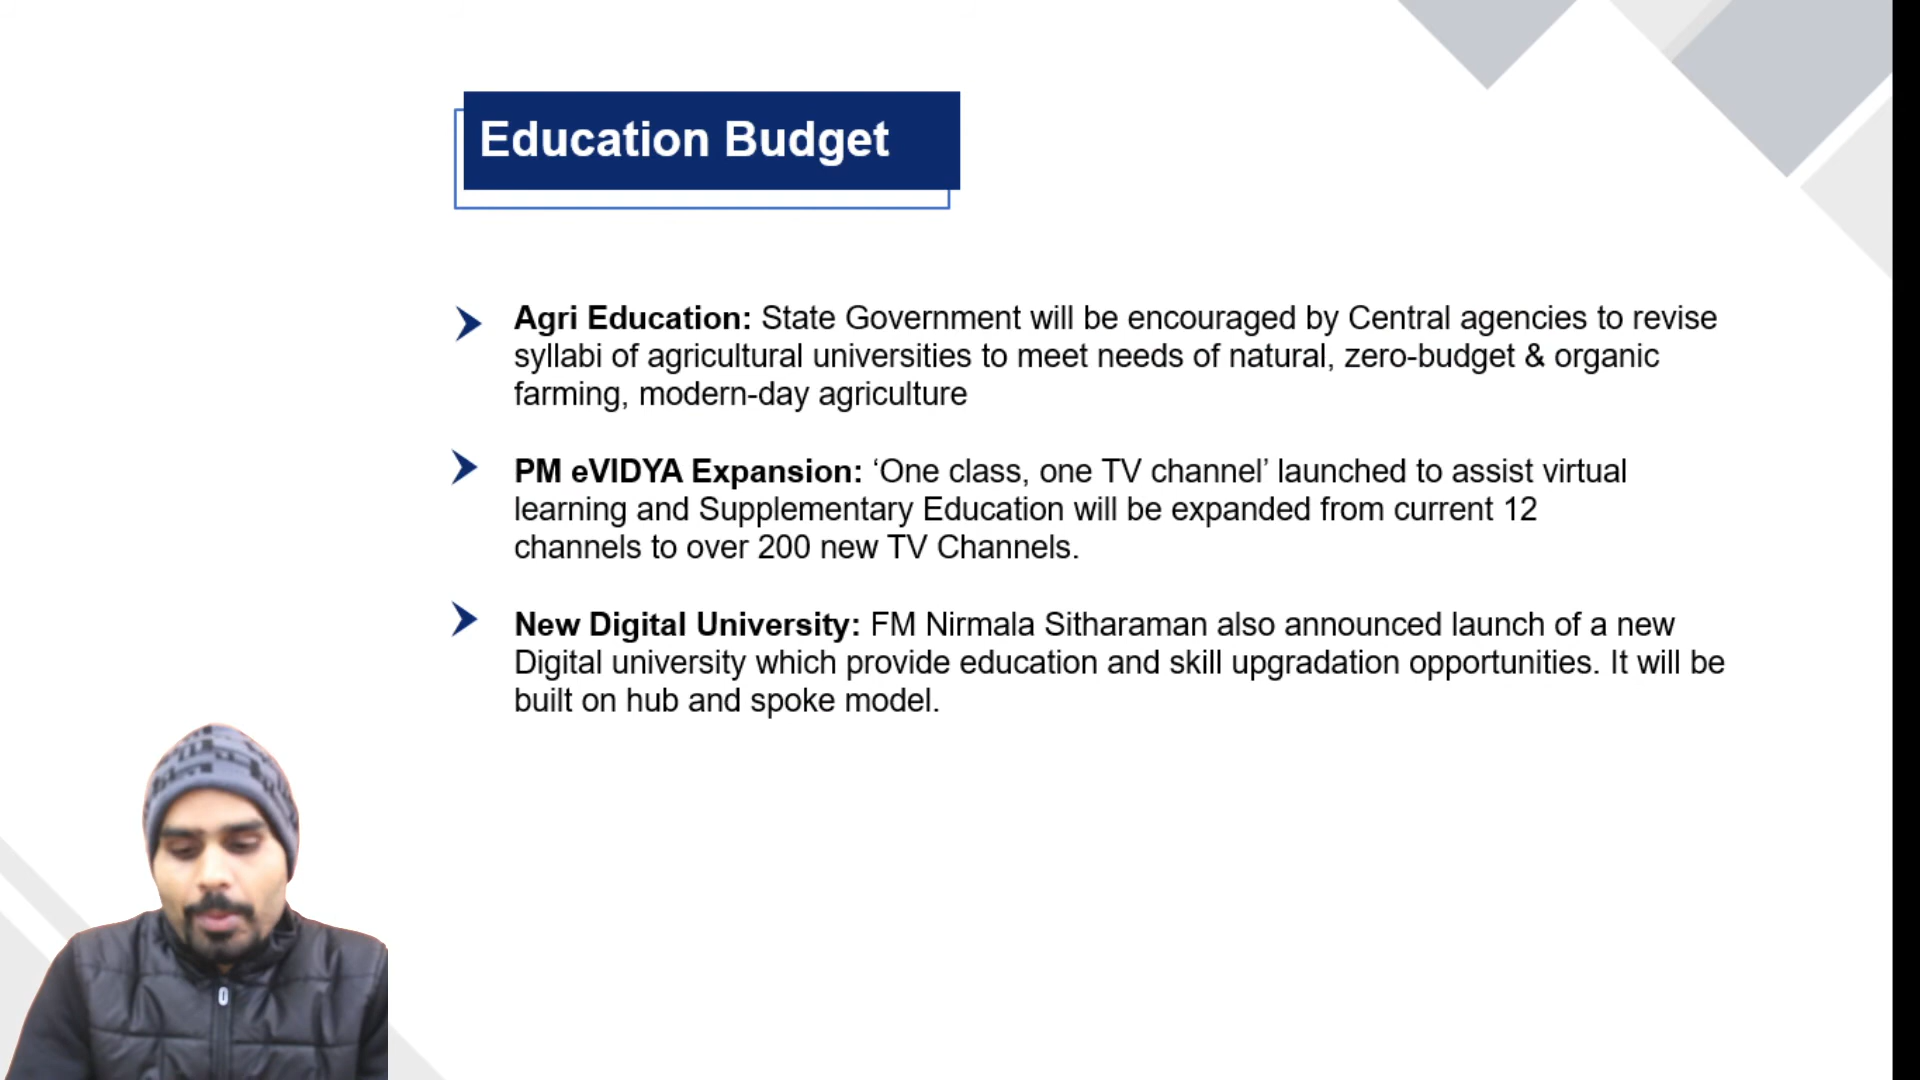 Education Budget
Agri Education: State Government will be encouraged by Central agencies to revise
syllabi of agricultural universities to meet needs of natural, zero-budget & organic
farming, modern-day agriculture
PM eVIDYA Expansion: ‘One class, one TV channel’ launched to assist virtual
learning and Supplementary Education will be expanded from current 12
channels to over 200 new TV Channels.
New Digital University: FM Nirmala Sitharaman also announced launch of a new
Digital university which provide education and skill upgradation opportunities. It will be
built on hub and spoke model.